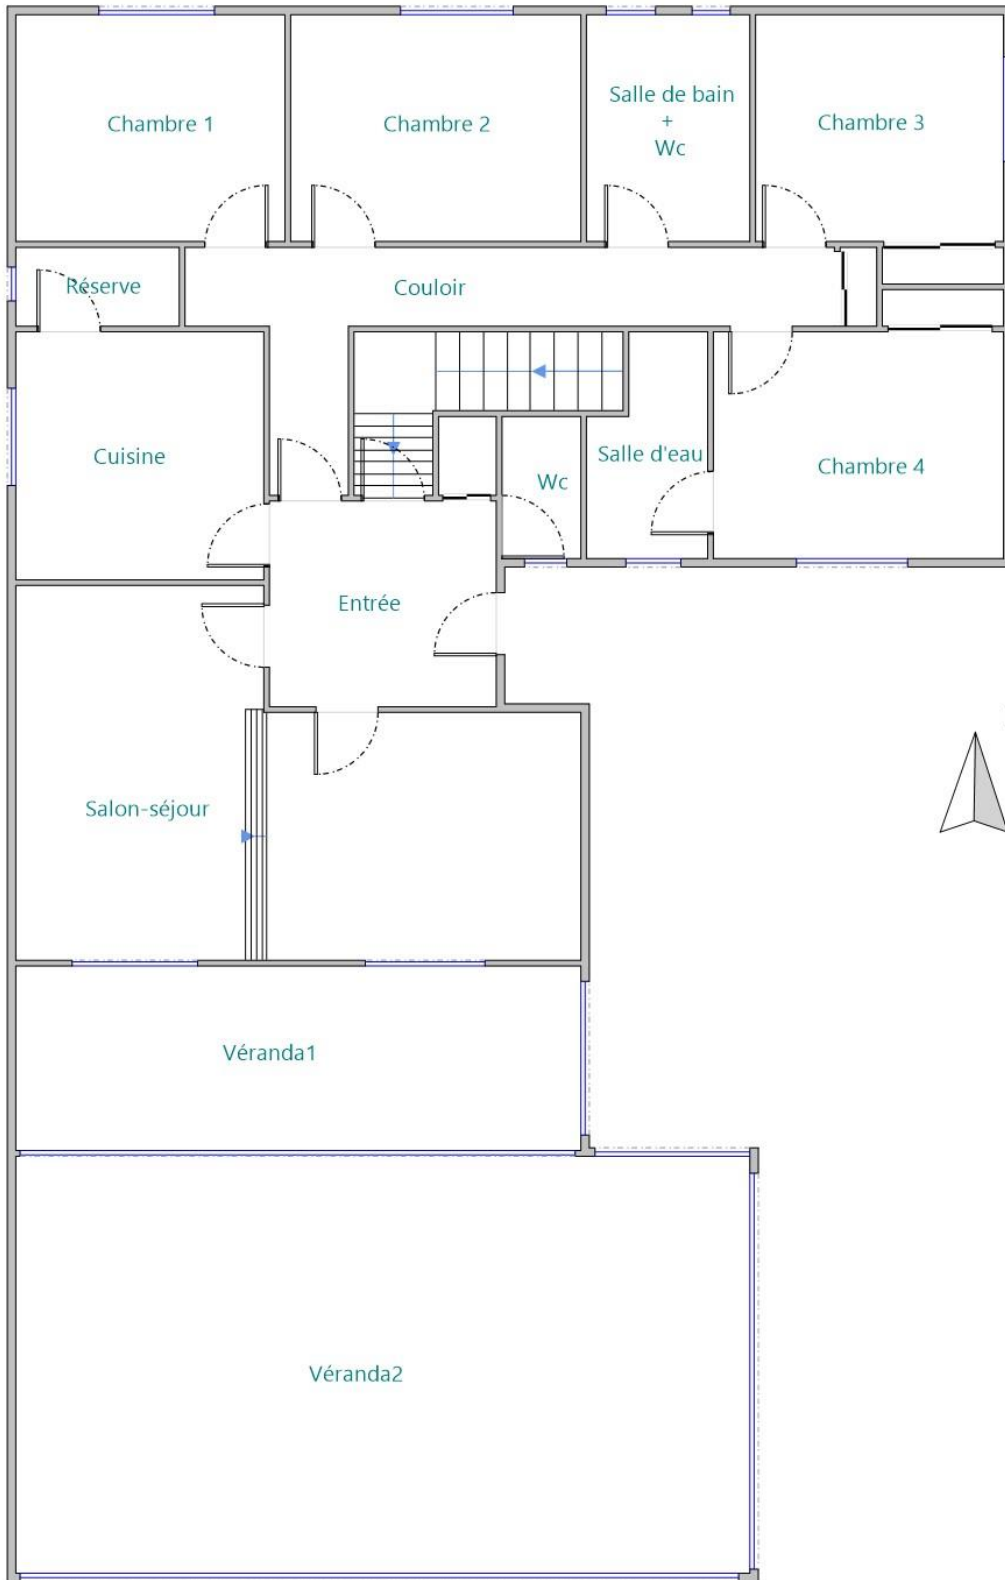 Chambre 1
Chambre 2
Salle de bain
+
Wc
Chambre 3
Réserve
Couloir
Cuisine
Wc
Salle d'eau
Chambre 4
Entrée
Salon-séjour
Véranda1
Véranda2